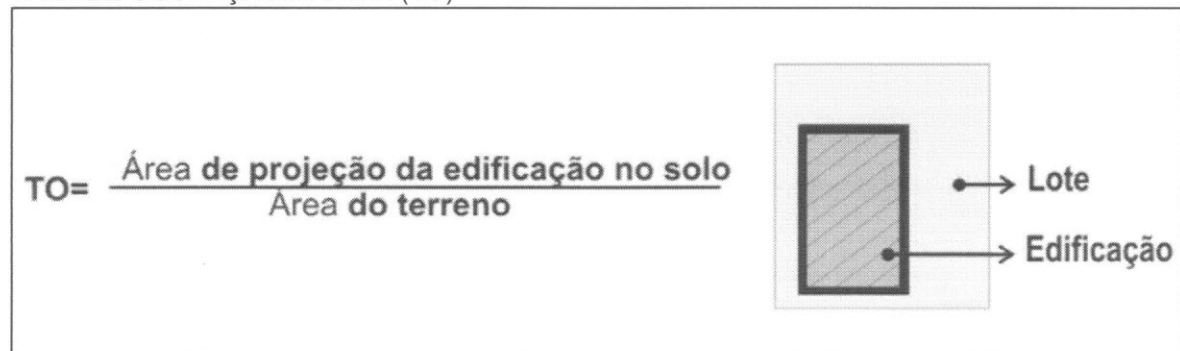 Área de projeção da edificação no solo
TO=
Área do terreno
Lote
Edificação